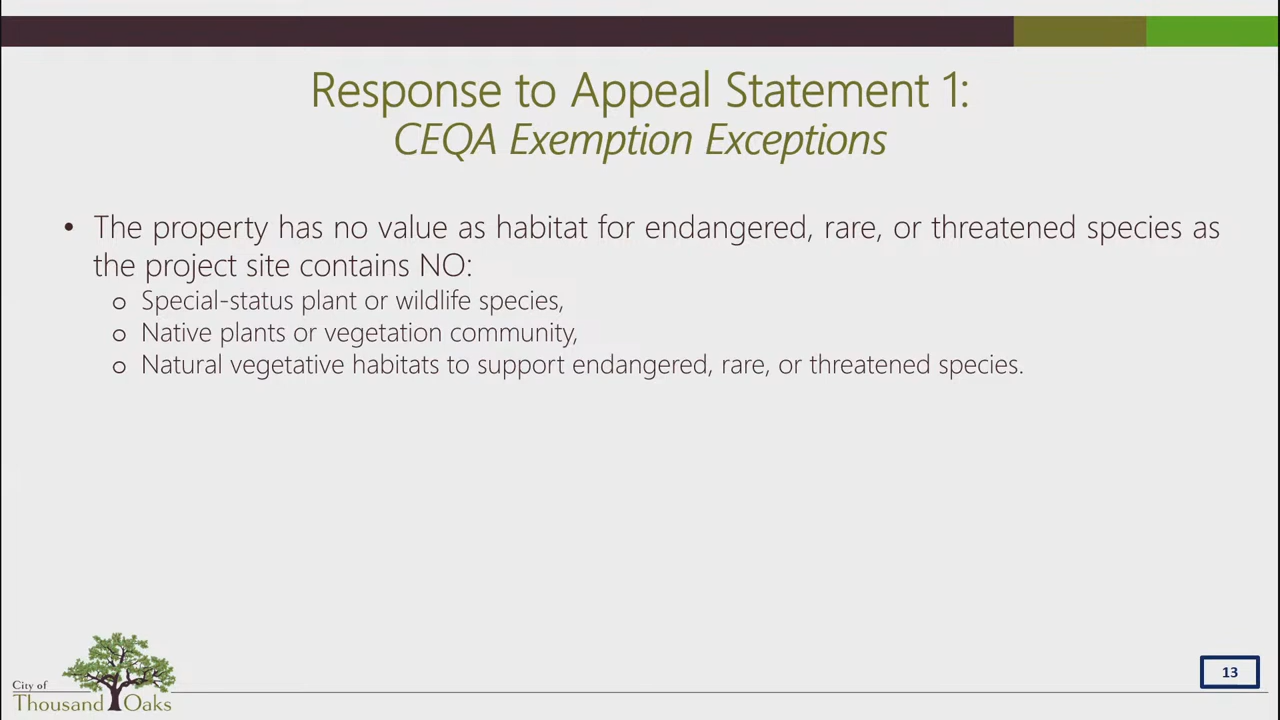 Response to Appeal Statement 1:
CEQA Exemption Exceptions
• The property has no value as habitat for endangered, rare, or threatened species as
the project site contains NO:
o Special-status plant or wildlife species,
o Native plants or vegetation community,
o Natural vegetative habitats to support endangered, rare, or threatened species.
City of
Thousand Oaks
13